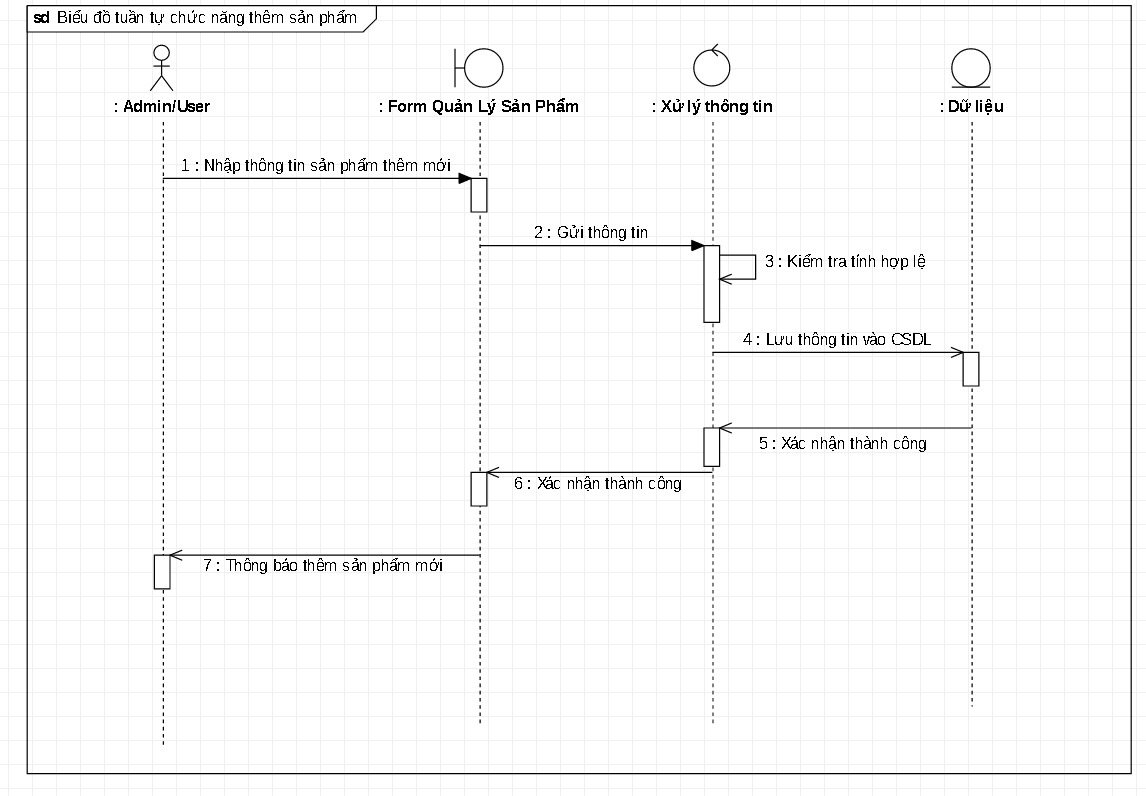 sd Biểu đồ tuần tự chức năng thêm sản phẩm
: Admin/User
: Form Quản Lý Sản Phẩm
: Xử lý thông tin
: Dữ liệu
1 : Nhập thông tin sản phẩm thêm mới
2 : Gửi thông tin
3 : Kiểm tra tính hợp lệ
4 : Lưu thông tin vào CSDL
5 : Xác nhận thành công
6 : Xác nhận thành công
7 : Thông báo thêm sản phẩm mới